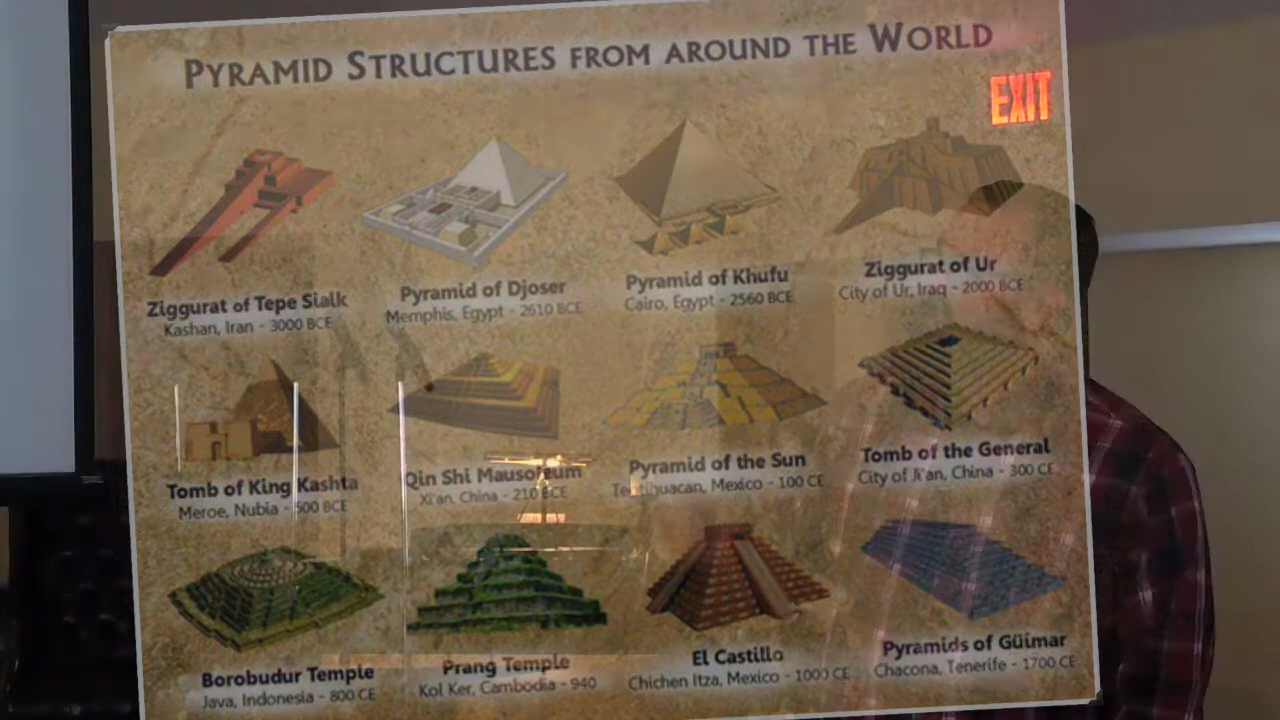 PYRAMID STRUCTURES FROM AROUND THE WORLD
EXIT
Ziggurat of Tepe Sialk
Kashan, Iran - 3000 BCE
Pyramid of Djoser
Memphis, Egypt - 2610 BCE
Pyramid of Khufu
Cairo, Egypt - 2560 BCE
Ziggurat of Ur
City of Ur, Iraq - 2000 BCE
Tomb of King Kashta
Meroe, Nubia - 500 BCE
Qin Shi Mausoleum
Xi'an, China - 210 BCE
Pyramid of the Sun
Teotihuacan, Mexico - 100 CE
Tomb of the General
City of Ji'an, China - 300 CE
Borobudur Temple
Java, Indonesia - 800 CE
Prang Temple
Kol Ker, Cambodia - 940
El Castillo
Chichen Itza, Mexico - 1000 CE
Pyramids of Güímar
Chacona, Tenerife - 1700 CE